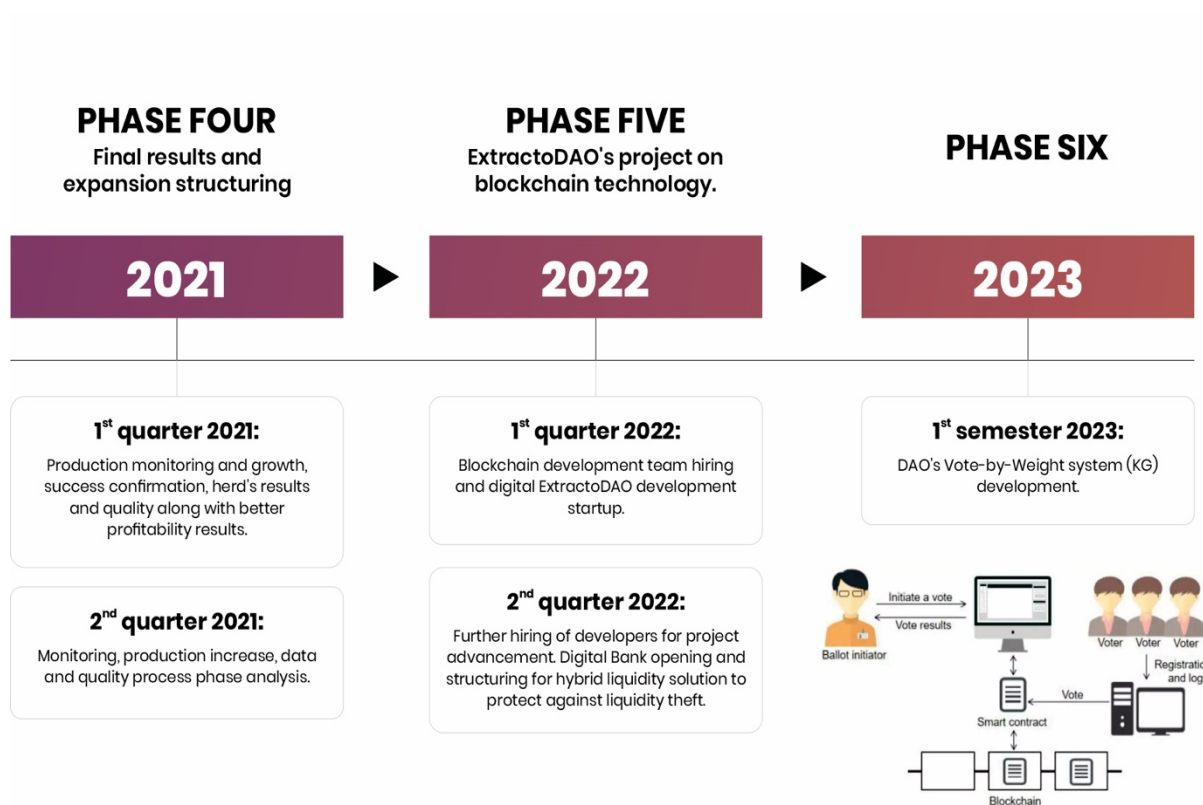 PHASE FOUR
Final results and
expansion structuring
2021
1st quarter 2021:
Production monitoring and growth,
success confirmation, herd's results
and quality along with better
profitability results.
2nd quarter 2021:
Monitoring, production increase, data
and quality process phase analysis.
PHASE FIVE
ExtractoDAO's project on
blockchain technology.
2022
1st quarter 2022:
Blockchain development team hiring
and digital ExtractoDAO development
startup.
2nd quarter 2022:
Further hiring of developers for project
advancement. Digital Bank opening and
structuring for hybrid liquidity solution to
protect against liquidity theft.
PHASE SIX
2023
1st semester 2023:
DAO's Vote-by-Weight system (KG)
development.
Initiate a vote
Vote results
Ballot initiator
Voter Voter Voter
and log
Vote
Smart contract
Blockchain